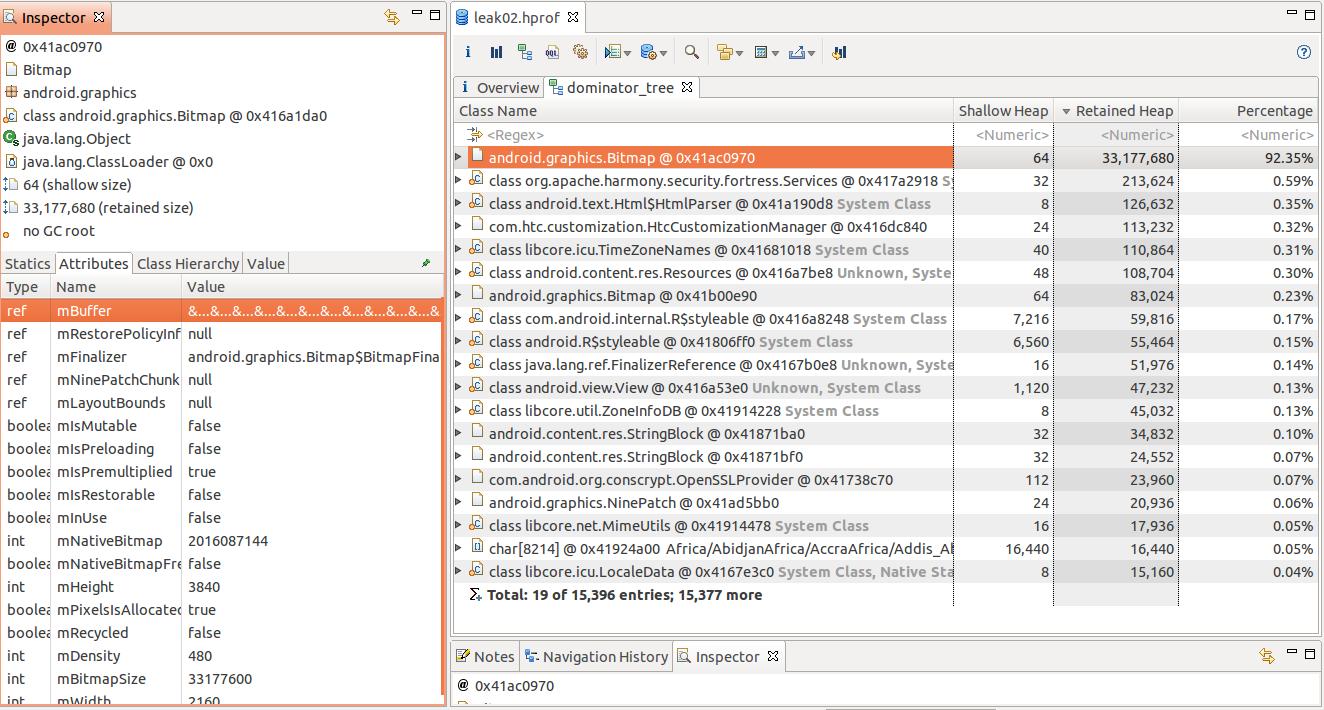 Inspector
@ 0x41ac0970
Bitmap
android.graphics
class android.graphics.Bitmap @ 0x416a1da0
java.lang.Object
java.lang.ClassLoader @ 0x0
64 (shallow size)
33,177,680 (retained size)
no GC root
Statics Attributes Class Hierarchy Value
Type Name Value
ref mBuffer &...&...&...&...&...&...&...&...&...&...&...&
ref mRestorePolicyInf null
ref mFinalizer android.graphics.Bitmap$BitmapFina
ref mNinePatchChunk null
ref mLayoutBounds null
boolea mIsMutable false
boolea mIsPreloading false
boolea mIsPremultiplied true
boolea mIsRestorable false
boolea mInUse false
int mNativeBitmap 2016087144
boolea mNativeBitmapFre false
int mHeight 3840
boolea mPixelsIsAllocated true
boolea mRecycled false
int mDensity 480
int mBitmapSize 33177600
int mWidth 2160
leak02.hprof
i OQL ?
i Overview dominator_tree
Class Name Shallow Heap Retained Heap Percentage
<Regex> <Numeric> <Numeric> <Numeric>
android.graphics.Bitmap @ 0x41ac0970 64 33,177,680 92.35%
class org.apache.harmony.security.fortress.Services @ 0x417a2918 Sy 32 213,624 0.59%
class android.text.Html$HtmlParser @ 0x41a190d8 System Class 8 126,632 0.35%
com.htc.customization.HtcCustomizationManager @ 0x416dc840 24 113,232 0.32%
class libcore.icu.TimeZoneNames @ 0x41681018 System Class 40 110,864 0.31%
class android.content.res.Resources @ 0x416a7be8 Unknown, Syste 48 108,704 0.30%
android.graphics.Bitmap @ 0x41b00e90 64 83,024 0.23%
class com.android.internal.R$styleable @ 0x416a8248 System Class 7,216 59,816 0.17%
class android.R$styleable @ 0x41806ff0 System Class 6,560 55,464 0.15%
class java.lang.ref.FinalizerReference @ 0x4167b0e8 Unknown, Syste 16 51,976 0.14%
class android.view.View @ 0x416a53e0 Unknown, System Class 1,120 47,232 0.13%
class libcore.util.ZoneInfoDB @ 0x41914228 System Class 8 45,032 0.13%
android.content.res.StringBlock @ 0x41871ba0 32 34,832 0.10%
android.content.res.StringBlock @ 0x41871bf0 32 24,552 0.07%
com.android.org.conscrypt.OpenSSLProvider @ 0x41738c70 112 23,960 0.07%
android.graphics.NinePatch @ 0x41ad5bb0 24 20,936 0.06%
class libcore.net.MimeUtils @ 0x41914478 System Class 16 17,936 0.05%
char[8214] @ 0x41924a00 Africa/AbidjanAfrica/AccraAfrica/Addis_Ab 16,440 16,440 0.05%
class libcore.icu.LocaleData @ 0x4167e3c0 System Class, Native Sta 8 15,160 0.04%
Total: 19 of 15,396 entries; 15,377 more
Notes Navigation History Inspector
@ 0x41ac0970